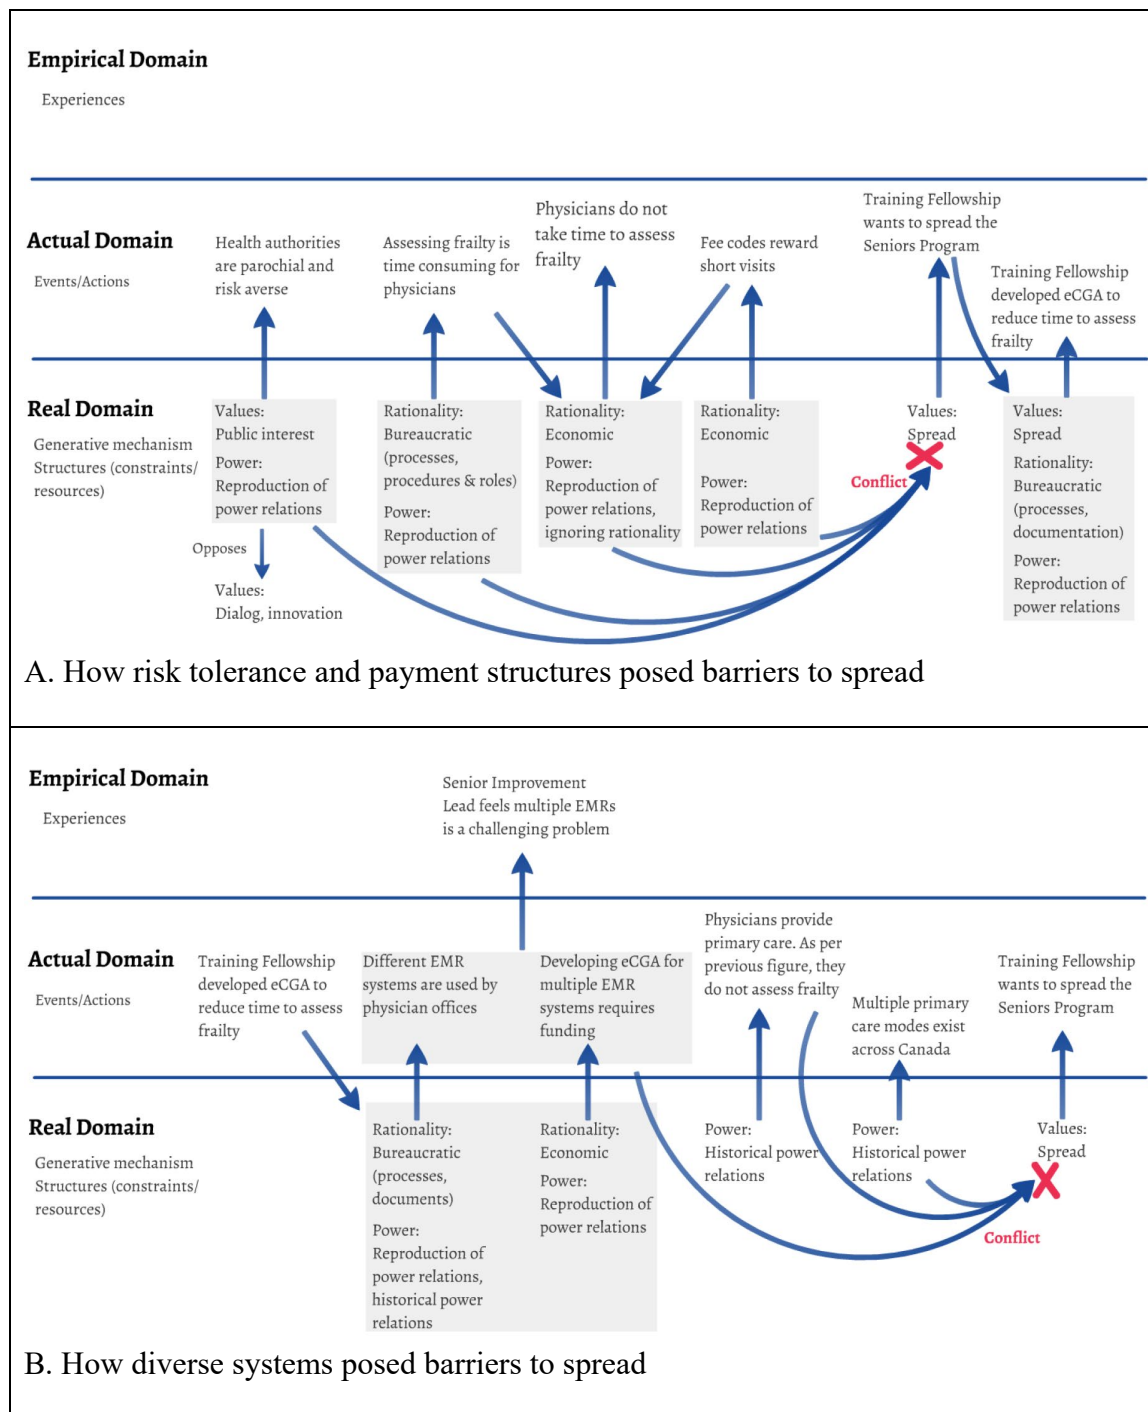 Empirical Domain
Experiences
Actual Domain
Events/Actions
Health authorities
are parochial and
risk averse
Assessing frailty is
time consuming for
physicians
Physicians do not
take time to assess
frailty
Fee codes reward
short visits
Training Fellowship
wants to spread the
Seniors Program
Training Fellowship
developed eCGA to
reduce time to assess
frailty
Real Domain
Generative mechanism
Structures (constraints/
resources)
Values:
Public interest
Power:
Reproduction of
power relations
Opposes
Values:
Dialog, innovation
Rationality:
Bureaucratic
(processes,
procedures & roles)
Power:
Reproduction of
power relations
Rationality:
Economic
Power:
Reproduction of
power relations,
ignoring rationality
Rationality:
Economic
Power:
Reproduction of
power relations
Values:
Spread
Conflict
Values:
Spread
Rationality:
Bureaucratic
(processes,
documentation)
Power:
Reproduction of
power relations
A. How risk tolerance and payment structures posed barriers to spread
Empirical Domain
Experiences
Senior Improvement
Lead feels multiple EMRs
is a challenging problem
Actual Domain
Events/Actions
Training Fellowship
developed eCGA to
reduce time to assess
frailty
Different EMR
systems are used by
physician offices
Developing eCGA for
multiple EMR
systems requires
funding
Physicians provide
primary care. As per
previous figure, they
do not assess frailty
Multiple primary
care modes exist
across Canada
Training Fellowship
wants to spread the
Seniors Program
Real Domain
Generative mechanism
Structures (constraints/
resources)
Rationality:
Bureaucratic
(processes,
documents)
Power:
Reproduction of
power relations,
historical power
relations
Rationality:
Economic
Power:
Reproduction of
power relations
Power:
Historical power
relations
Power:
Historical power
relations
Values:
Spread
Conflict
B. How diverse systems posed barriers to spread